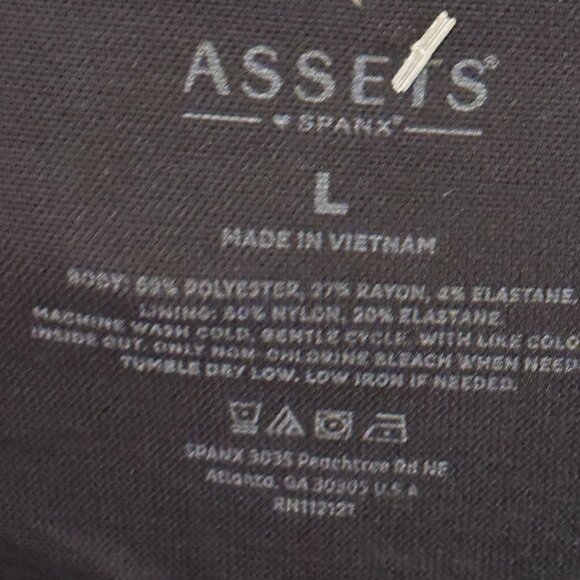 ASSETS®
♥ SPANX®
L
MADE IN VIETNAM
BODY: 69% POLYESTER, 27% RAYON, 4% ELASTANE.
LINING: 80% NYLON, 20% ELASTANE
MACHINE WASH COLD, GENTLE CYCLE, WITH LIKE COLO
INSIDE OUT. ONLY NON-CHLORINE BLEACH WHEN NEED
TUMBLE DRY LOW. LOW IRON IF NEEDED.
SPANX 3035 Peachtree Rd NE
Atlanta, GA 30305 U.S.A
RN112121